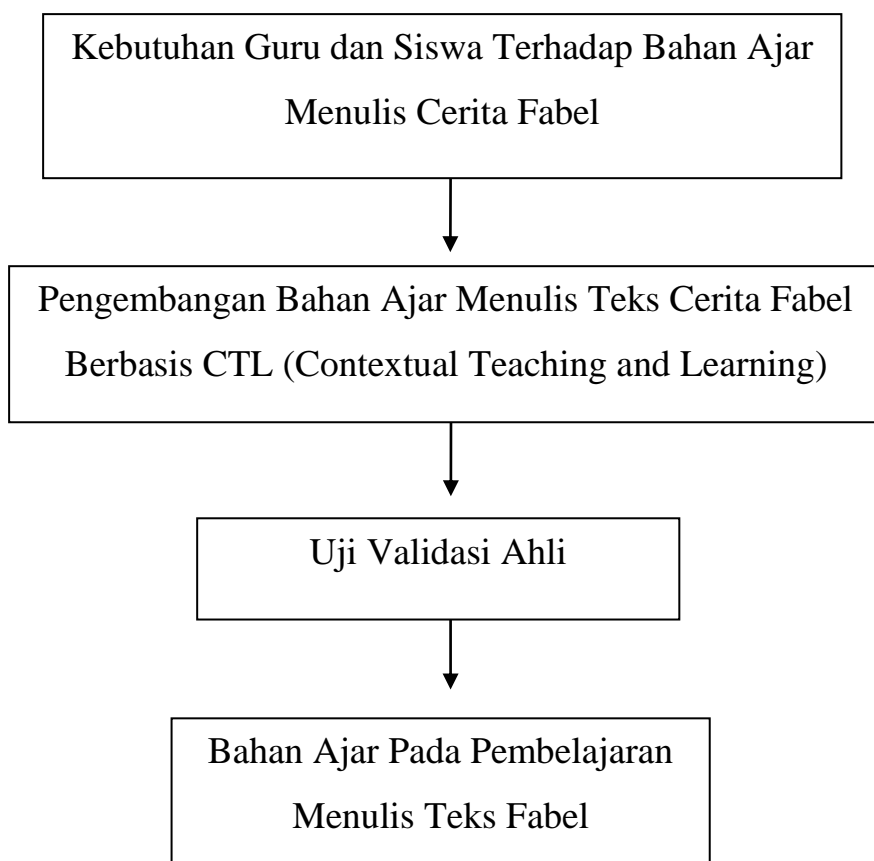 Kebutuhan Guru dan Siswa Terhadap Bahan Ajar
Menulis Cerita Fabel
Pengembangan Bahan Ajar Menulis Teks Cerita Fabel
Berbasis CTL (Contextual Teaching and Learning)
Uji Validasi Ahli
Bahan Ajar Pada Pembelajaran
Menulis Teks Fabel